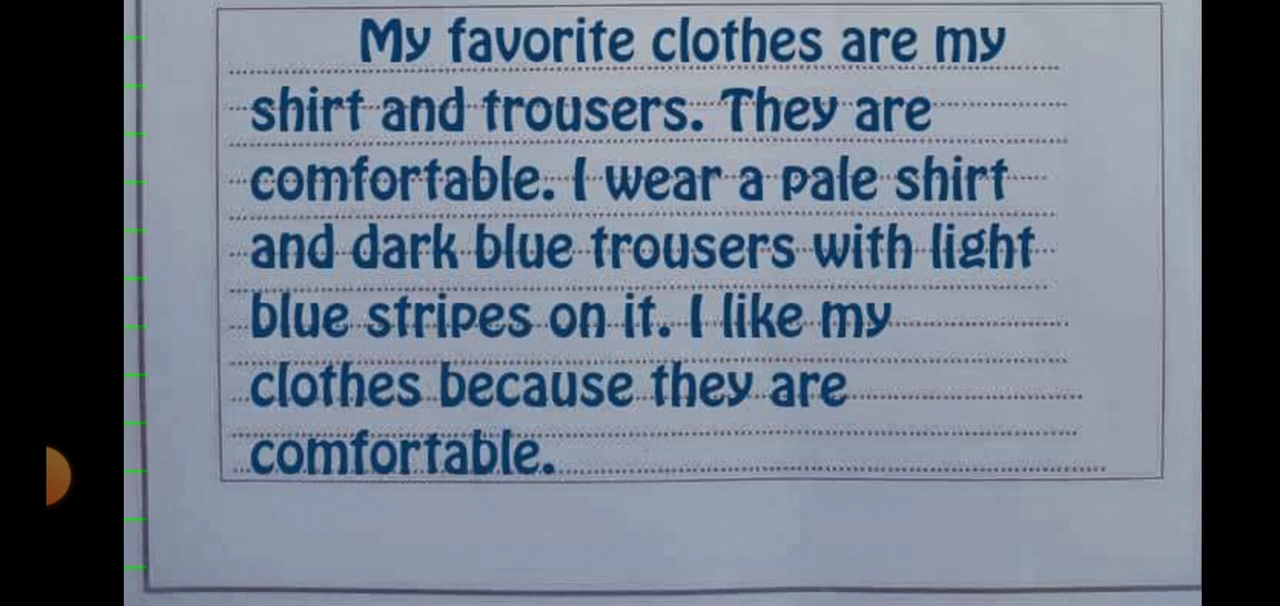 My favorite clothes are my
shirt and trousers. They are
comfortable. I wear a pale shirt
and dark blue trousers with light
blue stripes on it. I like my
clothes because they are
comfortable.